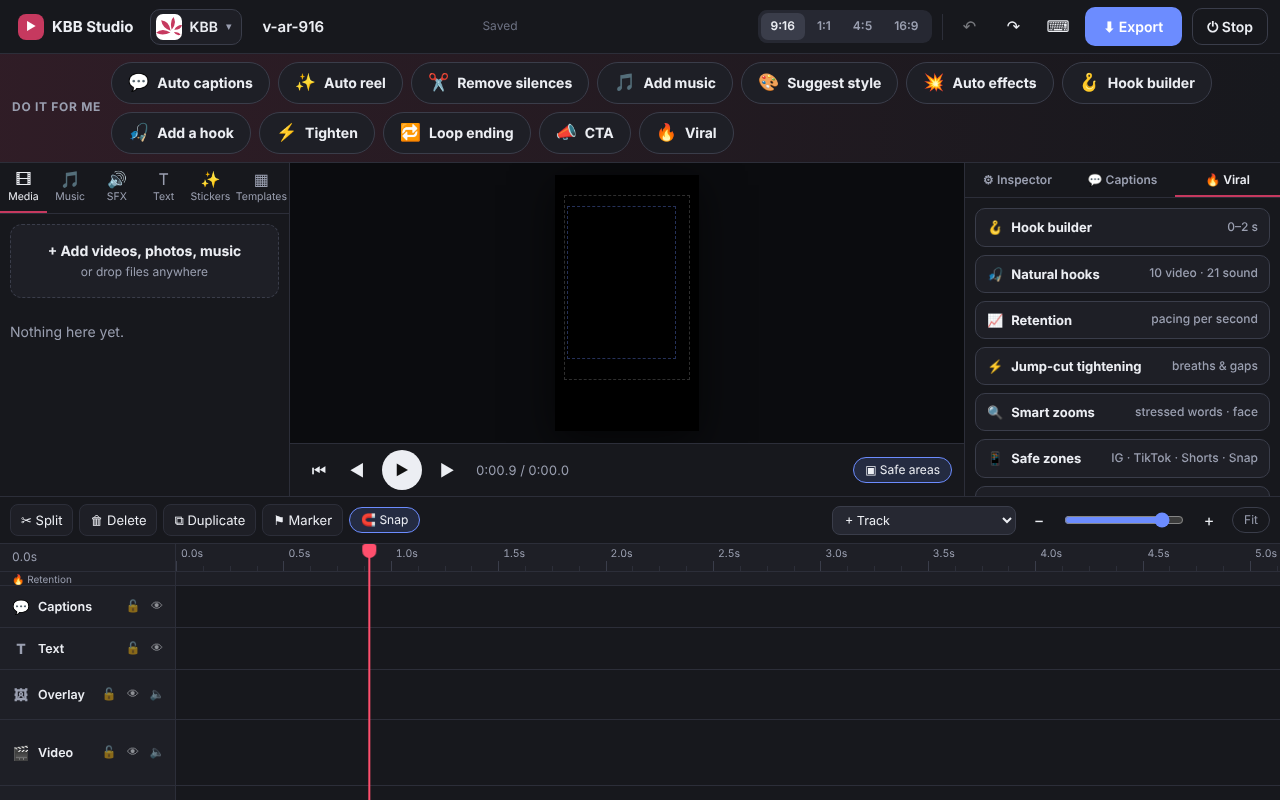 KBB Studio
KBB ▾
v-ar-916
Saved
9:16 1:1 4:5 16:9
Export
Stop
DO IT FOR ME
Auto captions
Auto reel
Remove silences
Add music
Suggest style
Auto effects
Hook builder
Add a hook
Tighten
Loop ending
CTA
Viral
Media
Music
SFX
T
Text
Stickers
Templates
+ Add videos, photos, music
or drop files anywhere
Nothing here yet.
0:00.9 / 0:00.0
Safe areas
Inspector
Captions
Viral
Hook builder 0–2 s
Natural hooks 10 video · 21 sound
Retention pacing per second
Jump-cut tightening breaths & gaps
Smart zooms stressed words · face
Safe zones IG · TikTok · Shorts · Snap
Split
Delete
Duplicate
Marker
Snap
+ Track
− +
Fit
0.0s
0.0s 0.5s 1.0s 1.5s 2.0s 2.5s 3.0s 3.5s 4.0s 4.5s 5.0s
Retention
Captions
T Text
Overlay
Video